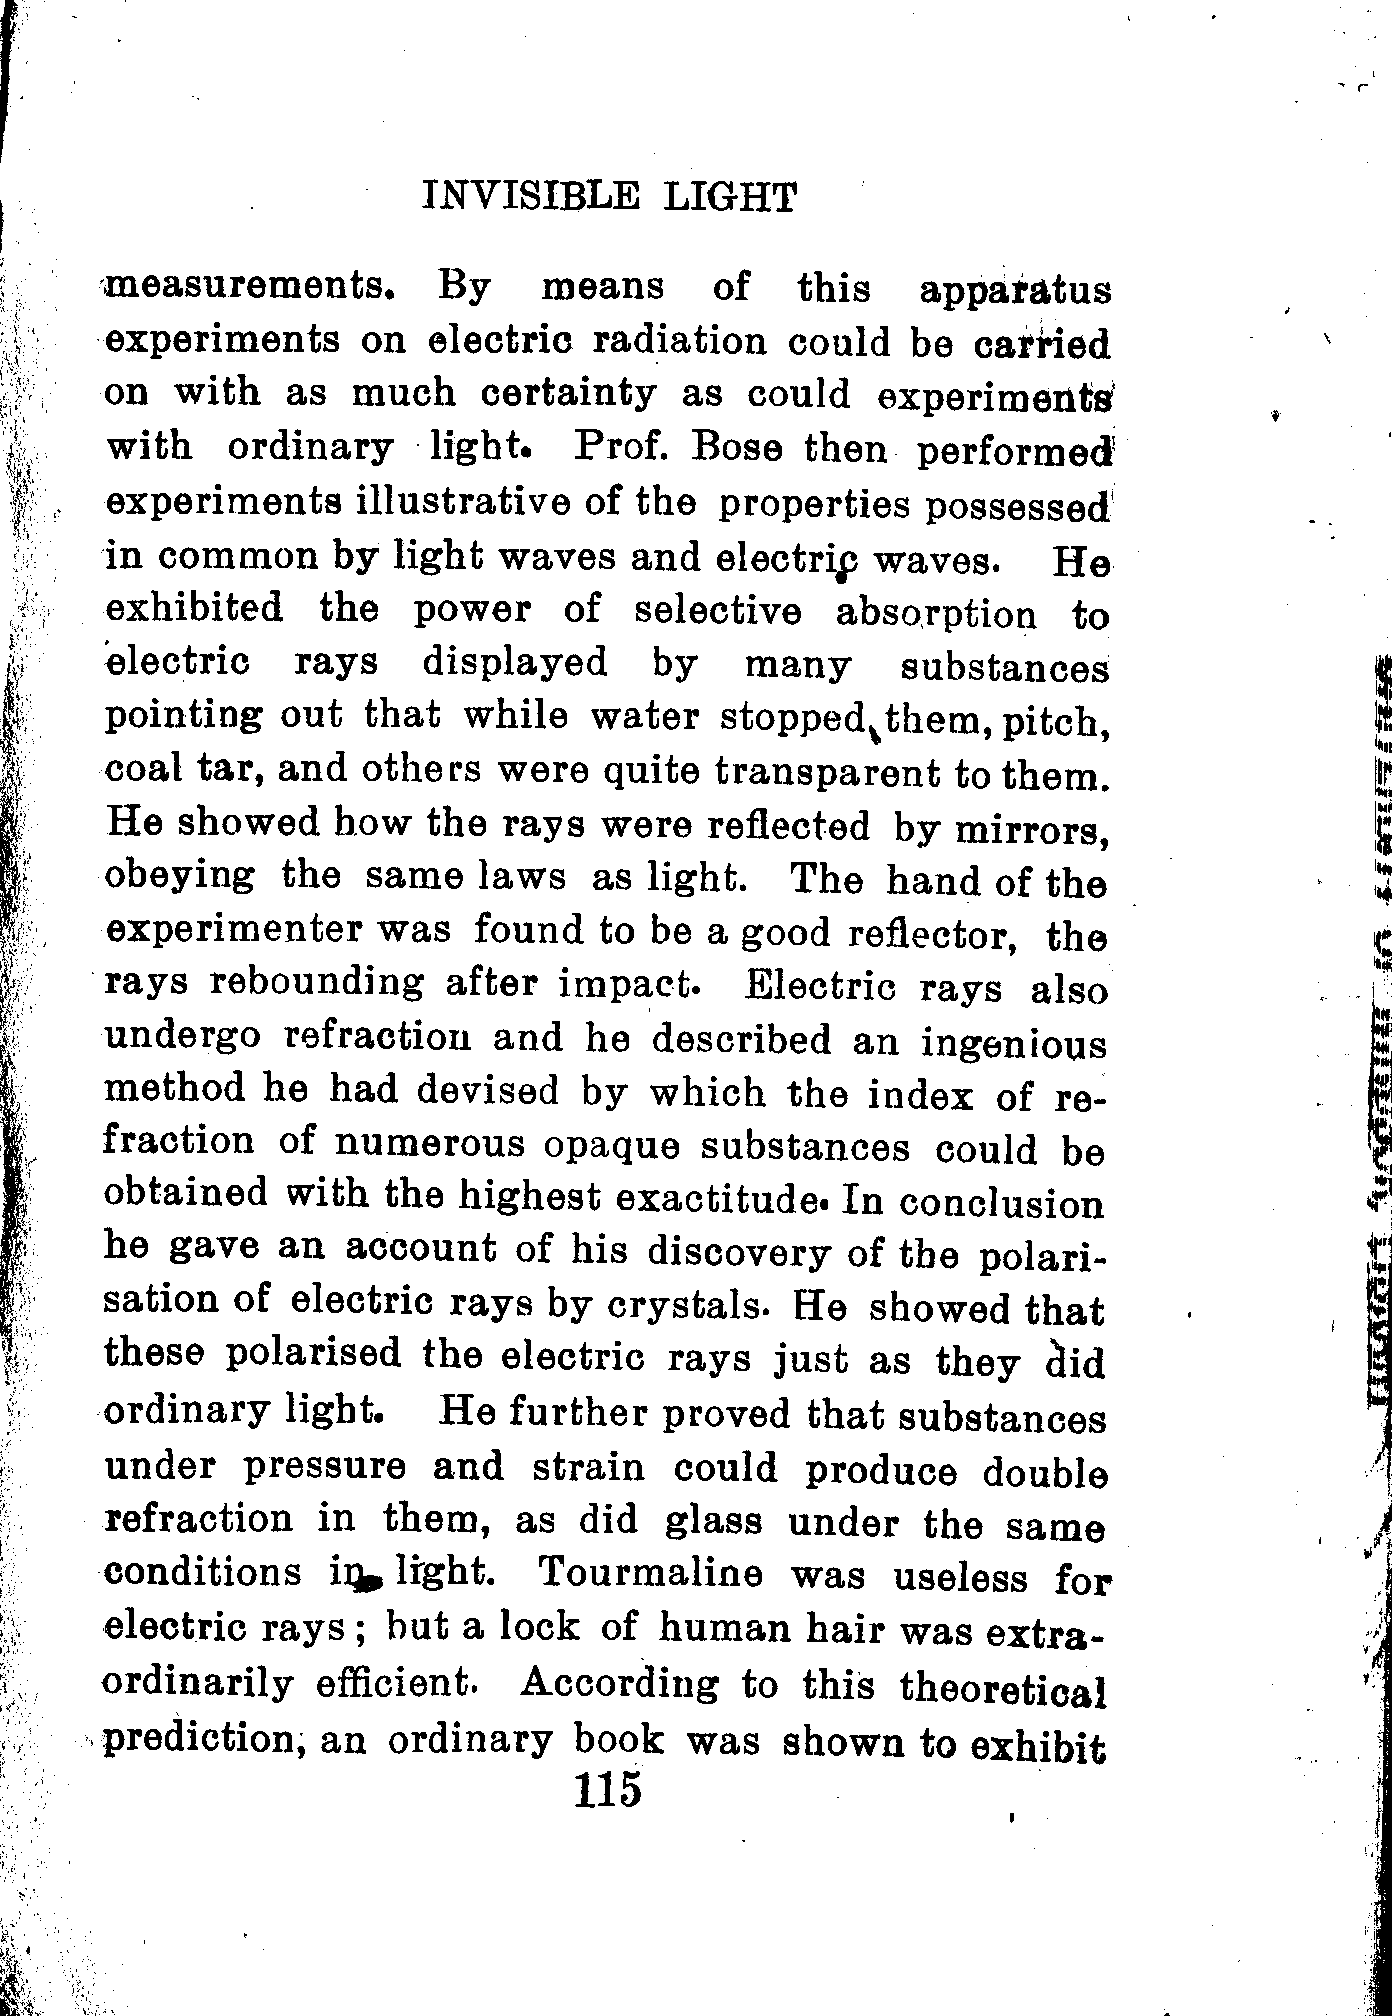 INVISIBLE LIGHT
measurements. By means of this apparatus
experiments on electric radiation could be carried
on with as much certainty as could experiments
with ordinary light. Prof. Bose then performed
experiments illustrative of the properties possessed
in common by light waves and electric waves. He
exhibited the power of selective absorption to
electric rays displayed by many substances
pointing out that while water stopped them, pitch,
coal tar, and others were quite transparent to them.
He showed how the rays were reflected by mirrors,
obeying the same laws as light. The hand of the
experimenter was found to be a good reflector, the
rays rebounding after impact. Electric rays also
undergo refraction and he described an ingenious
method he had devised by which the index of re-
fraction of numerous opaque substances could be
obtained with the highest exactitude. In conclusion
he gave an account of his discovery of the polari-
sation of electric rays by crystals. He showed that
these polarised the electric rays just as they did
ordinary light. He further proved that substances
under pressure and strain could produce double
refraction in them, as did glass under the same
conditions in light. Tourmaline was useless for
electric rays; but a lock of human hair was extra-
ordinarily efficient. According to this theoretical
prediction, an ordinary book was shown to exhibit
115